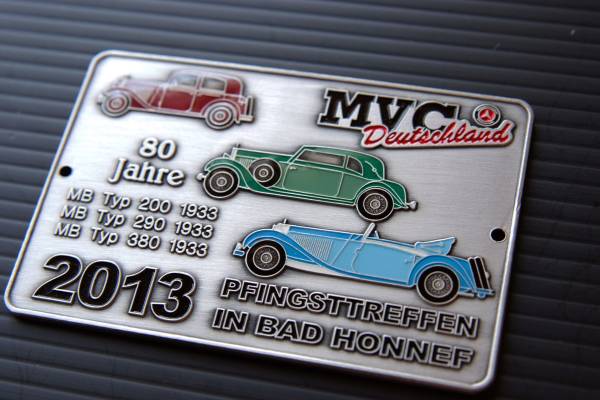 MVC
Deutschland
80
Jahre
MB Typ 200 1933
MB Typ 290 1933
MB Typ 380 1933
2013
PFINGSTTREFFEN
IN BAD HONNEF